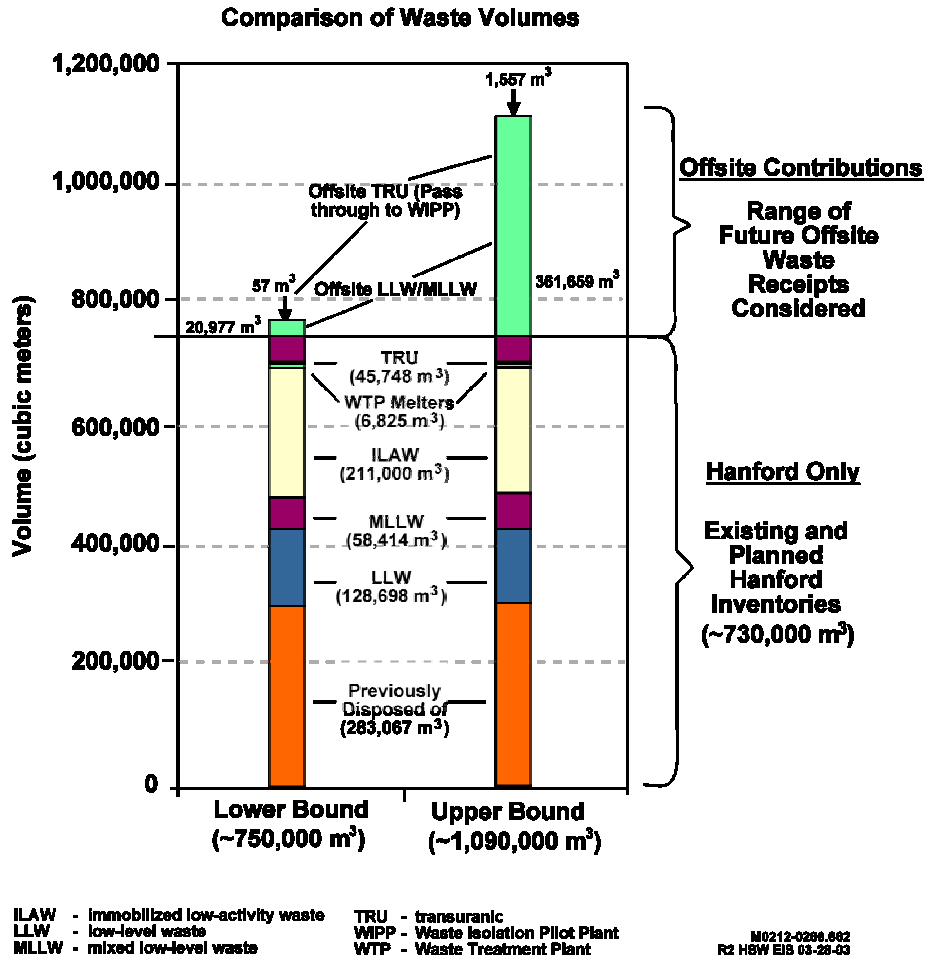 Comparison of Waste Volumes
1,200,000
1,000,000
800,000
600,000
400,000
200,000
0
Volume (cubic meters)
1,557 m³
Offsite TRU (Pass
through to WIPP)
57 m³
Offsite LLW/MLLW
20,977 m³
361,659 m³
TRU
(45,748 m³)
WTP Melters
(6,825 m³)
ILAW
(211,000 m³)
MLLW
(58,414 m³)
LLW
(128,698 m³)
Previously
Disposed of
(283,067 m³)
Lower Bound
(~750,000 m³)
Upper Bound
(~1,090,000 m³)
Offsite Contributions
Range of
Future Offsite
Waste
Receipts
Considered
Hanford Only
Existing and
Planned
Hanford
Inventories
(~730,000 m³)
ILAW - immobilized low-activity waste
LLW - low-level waste
MLLW - mixed low-level waste
TRU - transuranic
WIPP - Waste Isolation Pilot Plant
WTP - Waste Treatment Plant
R2 HSW EIS 03-28-03